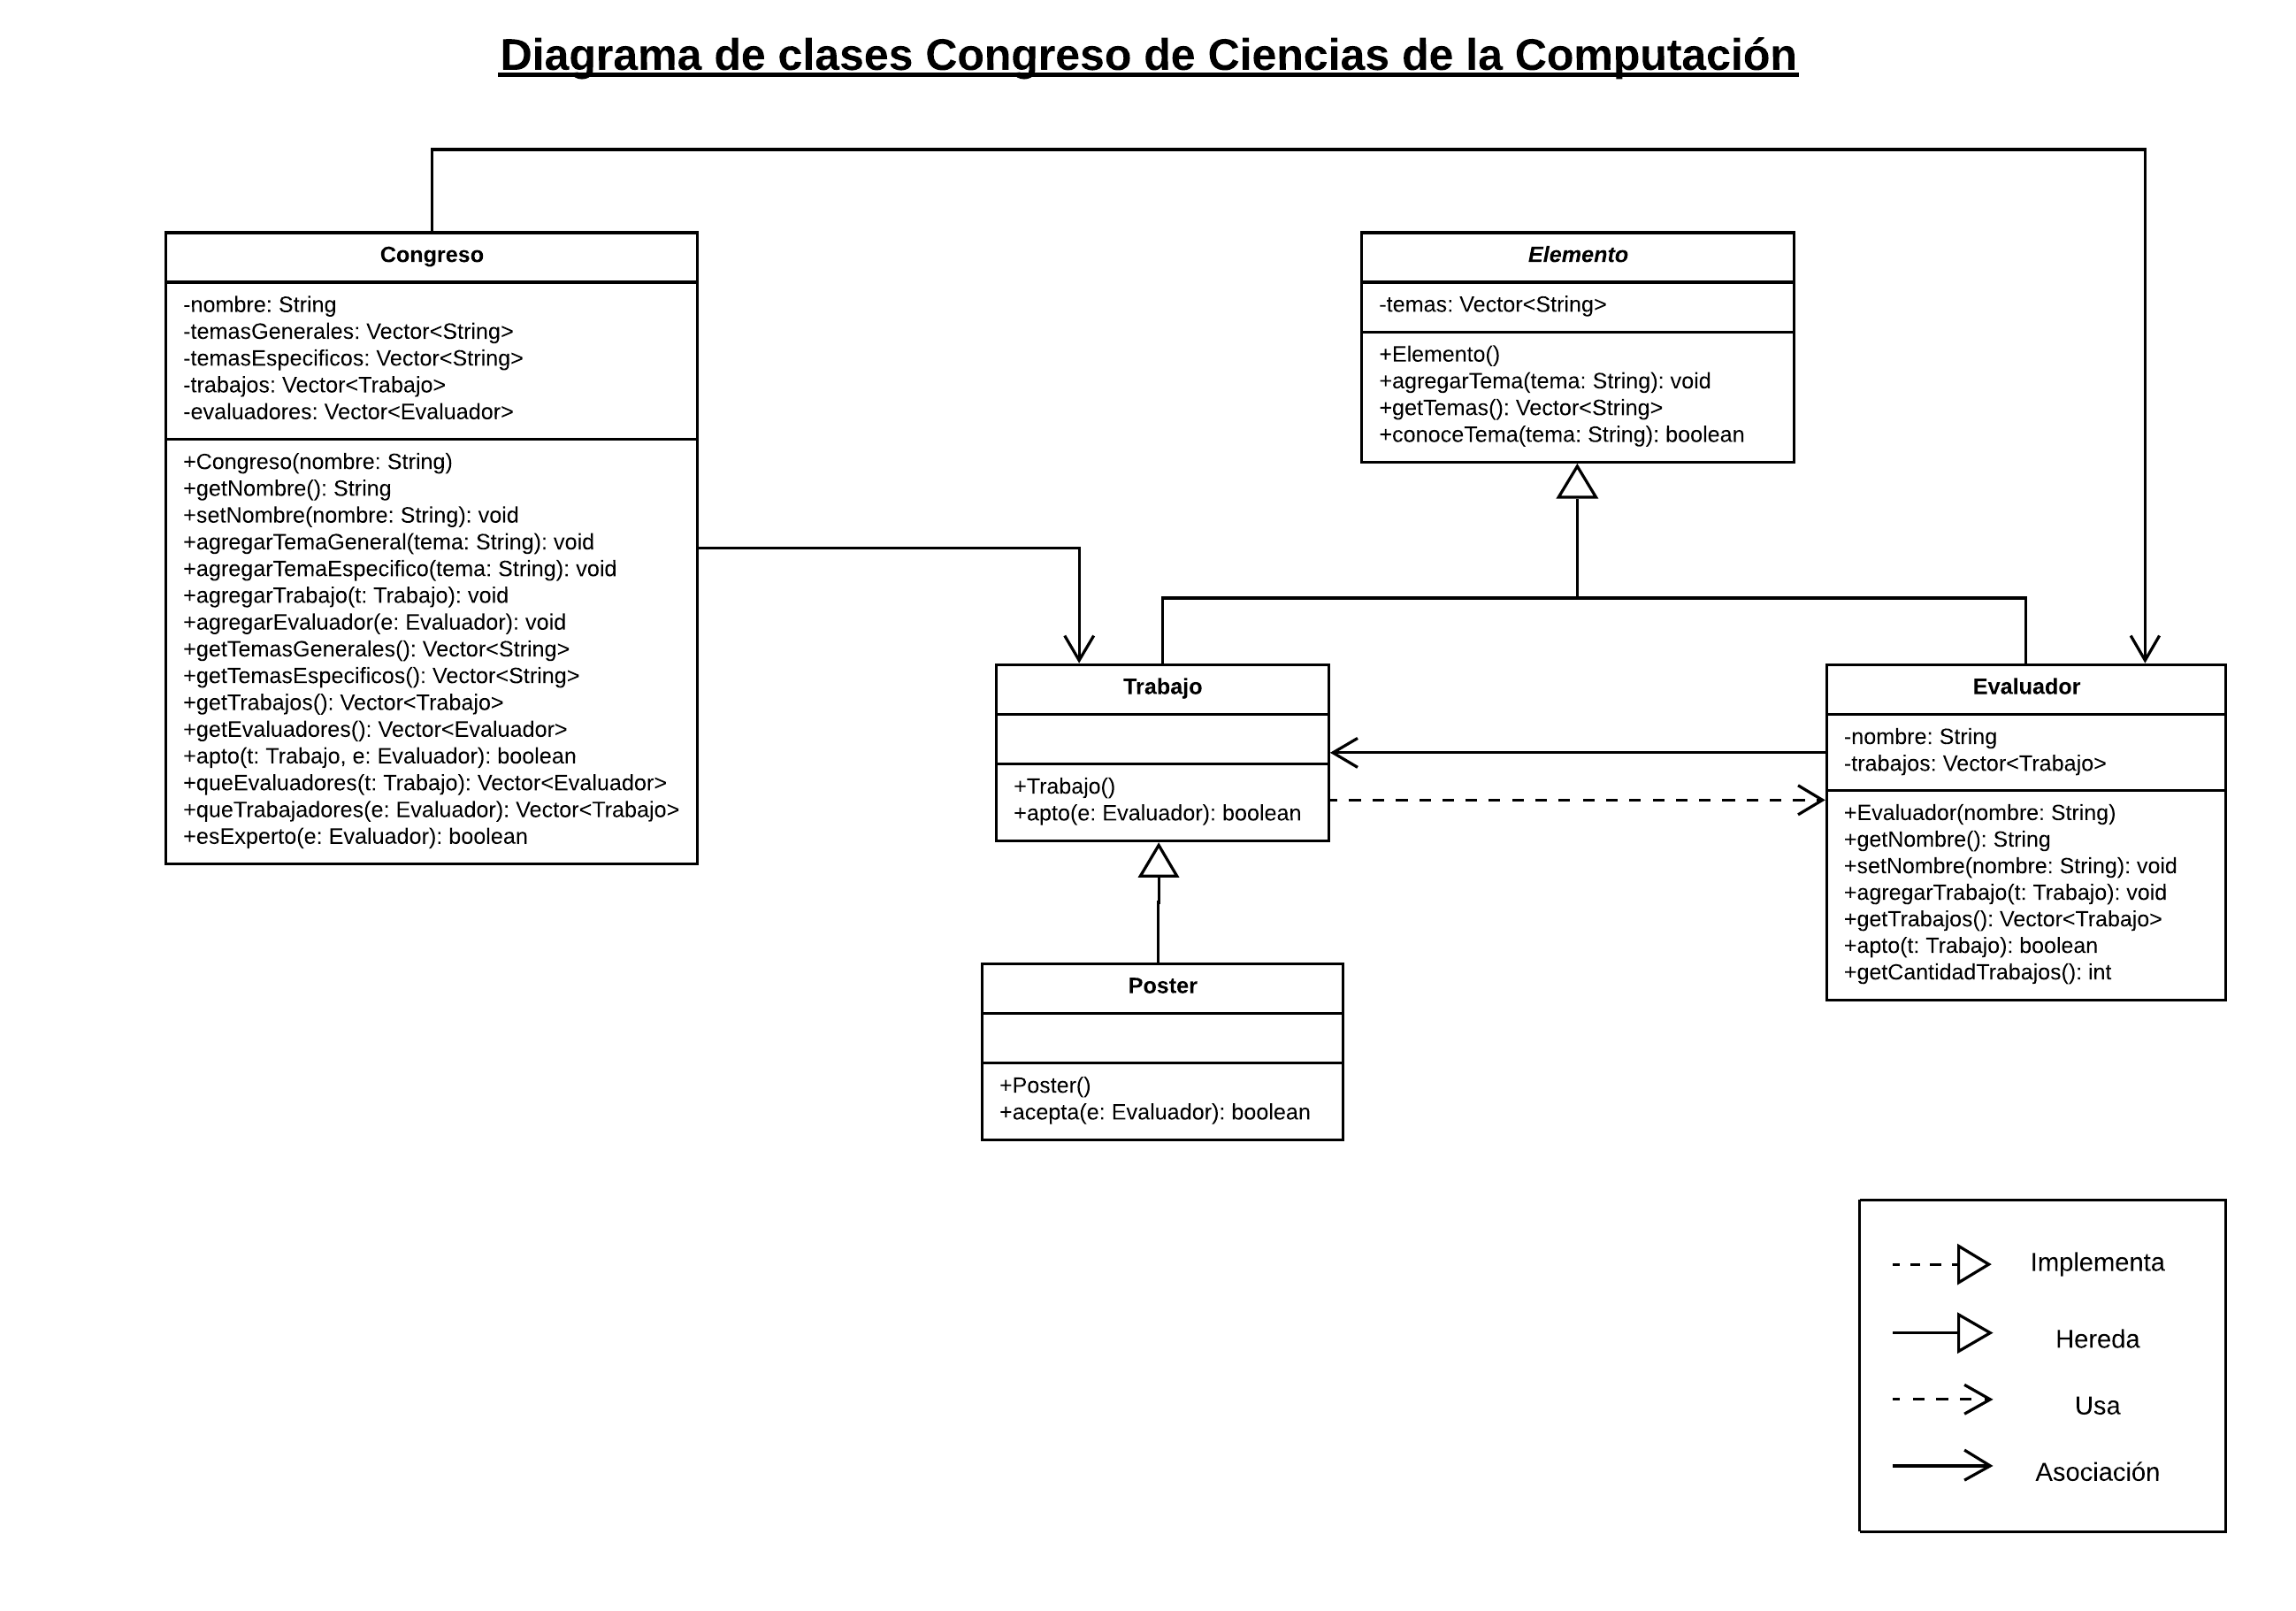 Diagrama de clases Congreso de Ciencias de la Computación
Congreso
-nombre: String
-temasGenerales: Vector<String>
-temasEspecificos: Vector<String>
-trabajos: Vector<Trabajo>
-evaluadores: Vector<Evaluador>
+Congreso(nombre: String)
+getNombre(): String
+setNombre(nombre: String): void
+agregarTemaGeneral(tema: String): void
+agregarTemaEspecifico(tema: String): void
+agregarTrabajo(t: Trabajo): void
+agregarEvaluador(e: Evaluador): void
+getTemasGenerales(): Vector<String>
+getTemasEspecificos(): Vector<String>
+getTrabajos(): Vector<Trabajo>
+getEvaluadores(): Vector<Evaluador>
+apto(t: Trabajo, e: Evaluador): boolean
+queEvaluadores(t: Trabajo): Vector<Evaluador>
+queTrabajadores(e: Evaluador): Vector<Trabajo>
+esExperto(e: Evaluador): boolean
Elemento
-temas: Vector<String>
+Elemento()
+agregarTema(tema: String): void
+getTemas(): Vector<String>
+conoceTema(tema: String): boolean
Trabajo
+Trabajo()
+apto(e: Evaluador): boolean
Evaluador
-nombre: String
-trabajos: Vector<Trabajo>
+Evaluador(nombre: String)
+getNombre(): String
+setNombre(nombre: String): void
+agregarTrabajo(t: Trabajo): void
+getTrabajos(): Vector<Trabajo>
+apto(t: Trabajo): boolean
+getCantidadTrabajos(): int
Poster
+Poster()
+acepta(e: Evaluador): boolean
Implementa
Hereda
Usa
Asociación